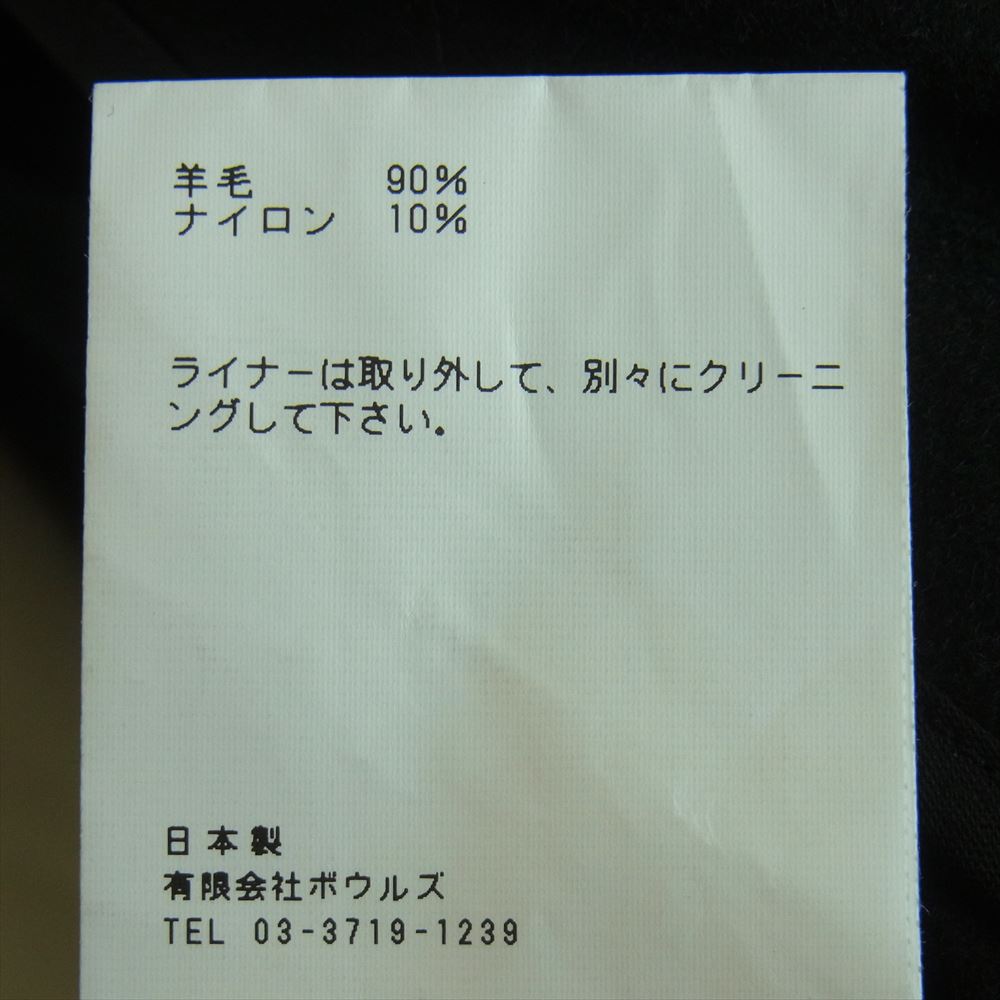 羊毛 90%
ナイロン 10%
ライナーは取り外して、別々にクリーニ
ングして下さい。
日本製
有限会社ボウルズ
TEL 03-3719-1239